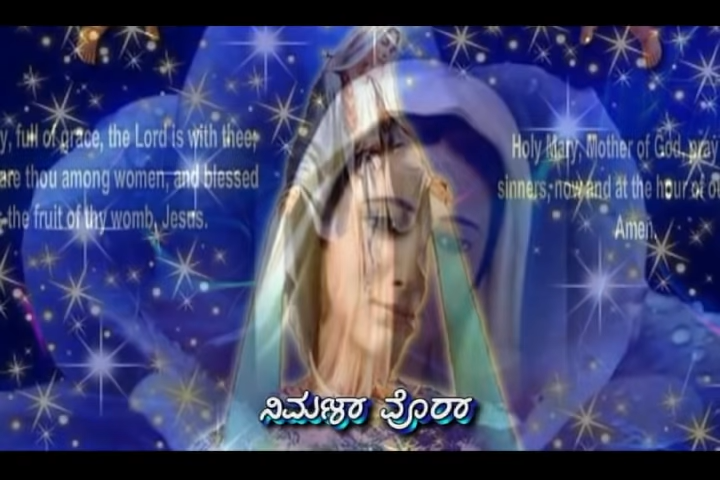 full of grace, the Lord is with thee;
are thou among women, and blessed
the fruit of thy womb, Jesus.
Holy Mary, Mother of God, pray
sinners, now and at the hour of
Amen.
ನಿಮಣಾ ವೊರಾ